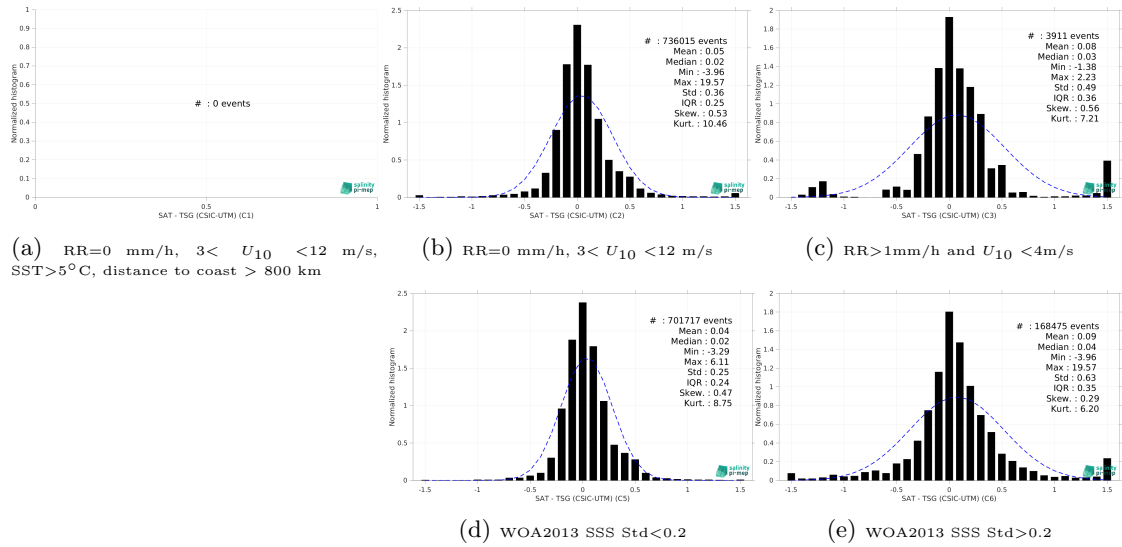 1
0.9
0.8
0.7
0.6
0.5
0.4
0.3
0.2
0.1
0
Normalized histogram
# : 0 events
salinity
pi-mep
0 0.5 1
SAT - TSG (CSIC-UTM) (C1)
(a) RR=0 mm/h, 3< U10 <12 m/s,
SST>5°C, distance to coast > 800 km
2.5
2
1.5
1
0.5
0
Normalized histogram
# : 736015 events
Mean : 0.05
Median : 0.02
Min : -3.96
Max : 19.57
Std : 0.36
IQR : 0.25
Skew. : 0.53
Kurt. : 10.46
salinity
pi-mep
-1.5 -1 -0.5 0 0.5 1 1.5
SAT - TSG (CSIC-UTM) (C2)
(b) RR=0 mm/h, 3< U10 <12 m/s
2
1.8
1.6
1.4
1.2
1
0.8
0.6
0.4
0.2
0
Normalized histogram
# : 3911 events
Mean : 0.08
Median : 0.03
Min : -1.38
Max : 2.23
Std : 0.49
IQR : 0.36
Skew. : 0.56
Kurt. : 7.21
salinity
pi-mep
-1.5 -1 -0.5 0 0.5 1 1.5
SAT - TSG (CSIC-UTM) (C3)
(c) RR>1mm/h and U10 <4m/s
2.5
2
1.5
1
0.5
0
Normalized histogram
# : 701717 events
Mean : 0.04
Median : 0.02
Min : -3.29
Max : 6.11
Std : 0.25
IQR : 0.24
Skew. : 0.47
Kurt. : 8.75
salinity
pi-mep
-1.5 -1 -0.5 0 0.5 1 1.5
SAT - TSG (CSIC-UTM) (C5)
(d) WOA2013 SSS Std<0.2
2
1.8
1.6
1.4
1.2
1
0.8
0.6
0.4
0.2
0
Normalized histogram
# : 168475 events
Mean : 0.09
Median : 0.04
Min : -3.96
Max : 19.57
Std : 0.63
IQR : 0.35
Skew. : 0.29
Kurt. : 6.20
salinity
pi-mep
-1.5 -1 -0.5 0 0.5 1 1.5
SAT - TSG (CSIC-UTM) (C6)
(e) WOA2013 SSS Std>0.2